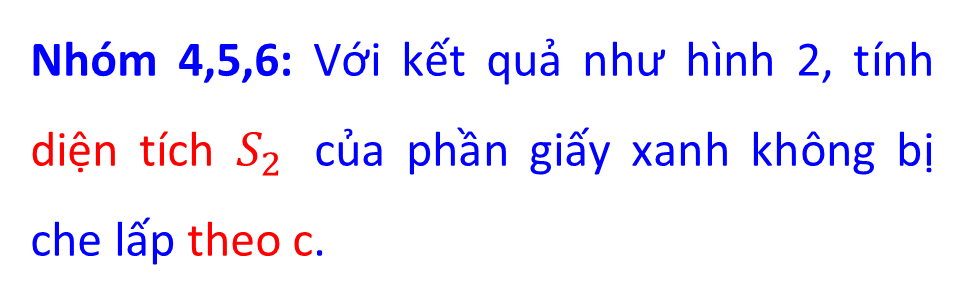 Nhóm 4,5,6: Với kết quả như hình 2, tính
diện tích S₂ của phần giấy xanh không bị
che lấp theo c.